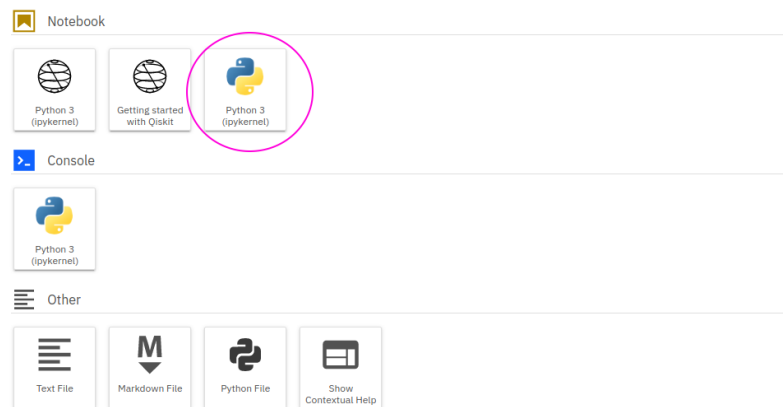 Notebook
Python 3
(ipykernel)
Getting started
with Qiskit
Python 3
(ipykernel)
Console
Python 3
(ipykernel)
Other
Text File
M
Markdown File
Python File
Show
Contextual Help